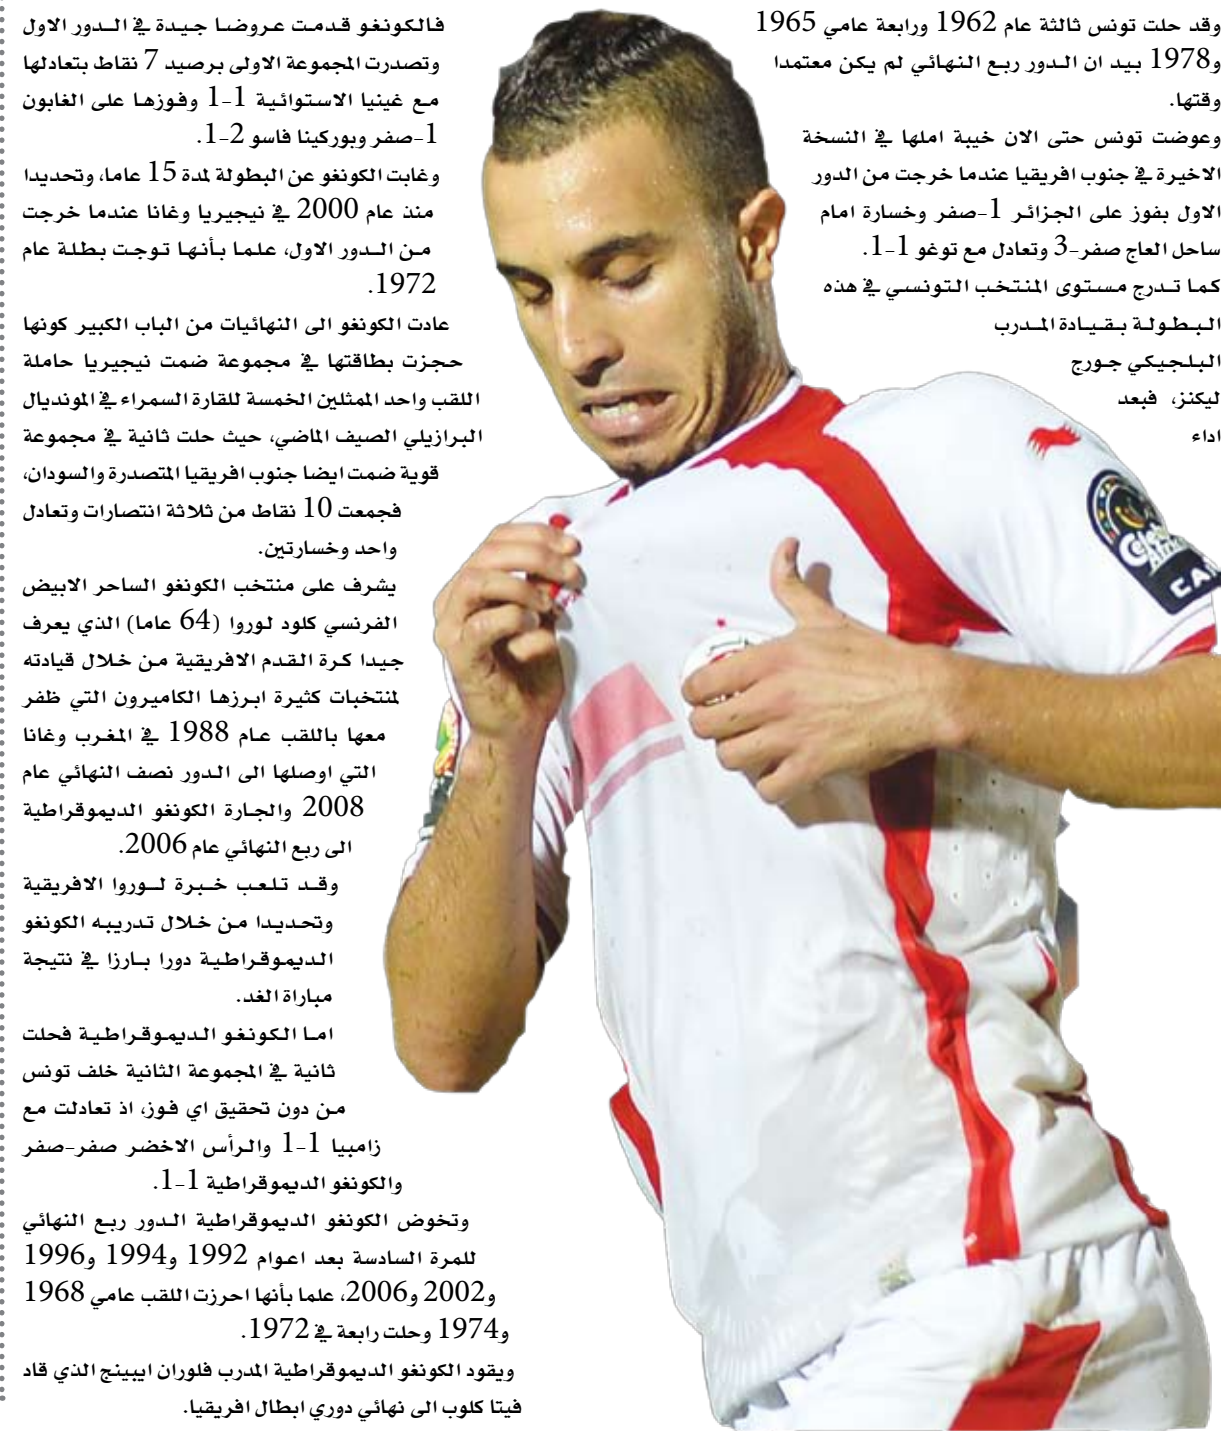 وقد حلت تونس ثالثة عام 1962 ورابعة عامي 1965
و1978 بيد ان الدور ربع النهائي لم يكن معتمدا
وقتها.
وعوضت تونس حتى الان خيبة املها في النسخة
الاخيرة في جنوب افريقيا عندما خرجت من الدور
الاول بفوز على الجزائر 1-صفر وخسارة امام
ساحل العاج صفر-3 وتعادل مع توغو 1-1.
كما تدرج مستوى المنتخب التونسي في هذه
البطولة بقيادة المدرب
البلجيكي جورج
ليكنز، فبعد
اداء
فالكونغو قدمت عروضا جيدة في الدور الاول
وتصدرت المجموعة الاولى برصيد 7 نقاط بتعادلها
مع غينيا الاستوائية 1-1 وفوزها على الغابون
1-صفر وبوركينا فاسو 2-1.
وغابت الكونغو عن البطولة لمدة 15 عاما، وتحديدا
منذ عام 2000 في نيجيريا وغانا عندما خرجت
من الدور الاول، علما بأنها توجت بطلة عام
1972.
عادت الكونغو الى النهائيات من الباب الكبير كونها
حجزت بطاقتها في مجموعة ضمت نيجيريا حاملة
اللقب واحد الممثلين الخمسة للقارة السمراء في المونديال
البرازيلي الصيف الماضي، حيث حلت ثانية في مجموعة
قوية ضمت ايضا جنوب افريقيا المتصدرة والسودان،
فجمعت 10 نقاط من ثلاثة انتصارات وتعادل
واحد وخسارتين.
يشرف على منتخب الكونغو الساحر الابيض
الفرنسي كلود لوروا (64 عاما) الذي يعرف
جيدا كرة القدم الافريقية من خلال قيادته
لمنتخبات كثيرة ابرزها الكاميرون التي ظفر
معها باللقب عام 1988 في المغرب وغانا
التي اوصلها الى الدور نصف النهائي عام
2008 والجارة الكونغو الديموقراطية
الى ربع النهائي عام 2006.
وقد تلعب خبرة لوروا الافريقية
وتحديدا من خلال تدريبه الكونغو
الديموقراطية دورا بارزا في نتيجة
مباراة الغد.
اما الكونغو الديموقراطية فحلت
ثانية في المجموعة الثانية خلف تونس
من دون تحقيق اي فوز، اذ تعادلت مع
زامبيا 1-1 والرأس الاخضر صفر-صفر
والكونغو الديموقراطية 1-1.
وتخوض الكونغو الديموقراطية الدور ربع النهائي
للمرة السادسة بعد اعوام 1992 و1994 و1996
و2002 و2006، علما بأنها احرزت اللقب عامي 1968
و1974 وحلت رابعة في 1972.
ويقود الكونغو الديموقراطية المدرب فلوران ايبينج الذي قاد
فيتا كلوب الى نهائي دوري ابطال افريقيا.